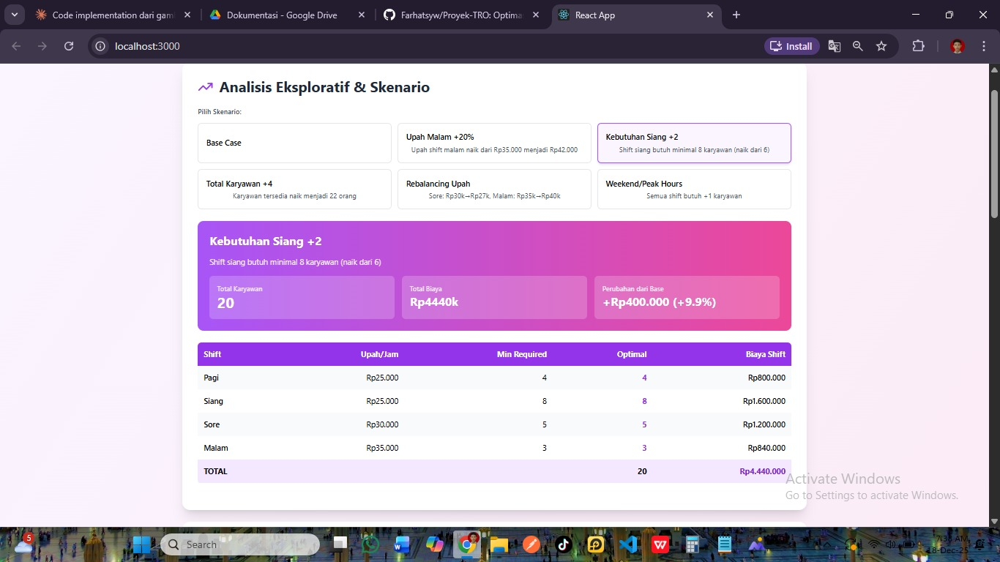 Code implementation dari gaml
Dokumentasi - Google Drive
Farhatsyw/Proyek-TRO: Optima
React App
localhost:3000
Install
Analisis Eksploratif & Skenario
Pilih Skenario:
Base Case
Upah Malam +20%
Upah shift malam naik dari Rp35.000 menjadi Rp42.000
Kebutuhan Siang +2
Shift siang butuh minimal 8 karyawan (naik dari 6)
Total Karyawan +4
Karyawan tersedia naik menjadi 22 orang
Rebalancing Upah
Sore: Rp30k→Rp27k, Malam: Rp35k→Rp40k
Weekend/Peak Hours
Semua shift butuh +1 karyawan
Kebutuhan Siang +2
Shift siang butuh minimal 8 karyawan (naik dari 6)
Total Karyawan
20
Total Biaya
Rp4440k
Perubahan dari Base
+Rp400.000 (+9.9%)
Shift Upah/Jam Min Required Optimal Biaya Shift
Pagi Rp25.000 4 4 Rp800.000
Siang Rp25.000 8 8 Rp1.600.000
Sore Rp30.000 5 5 Rp1.200.000
Malam Rp35.000 3 3 Rp840.000
TOTAL 20 Rp4.440.000
Activate Windows
Go to Settings to activate Windows.
5
Search
18-Dec-25